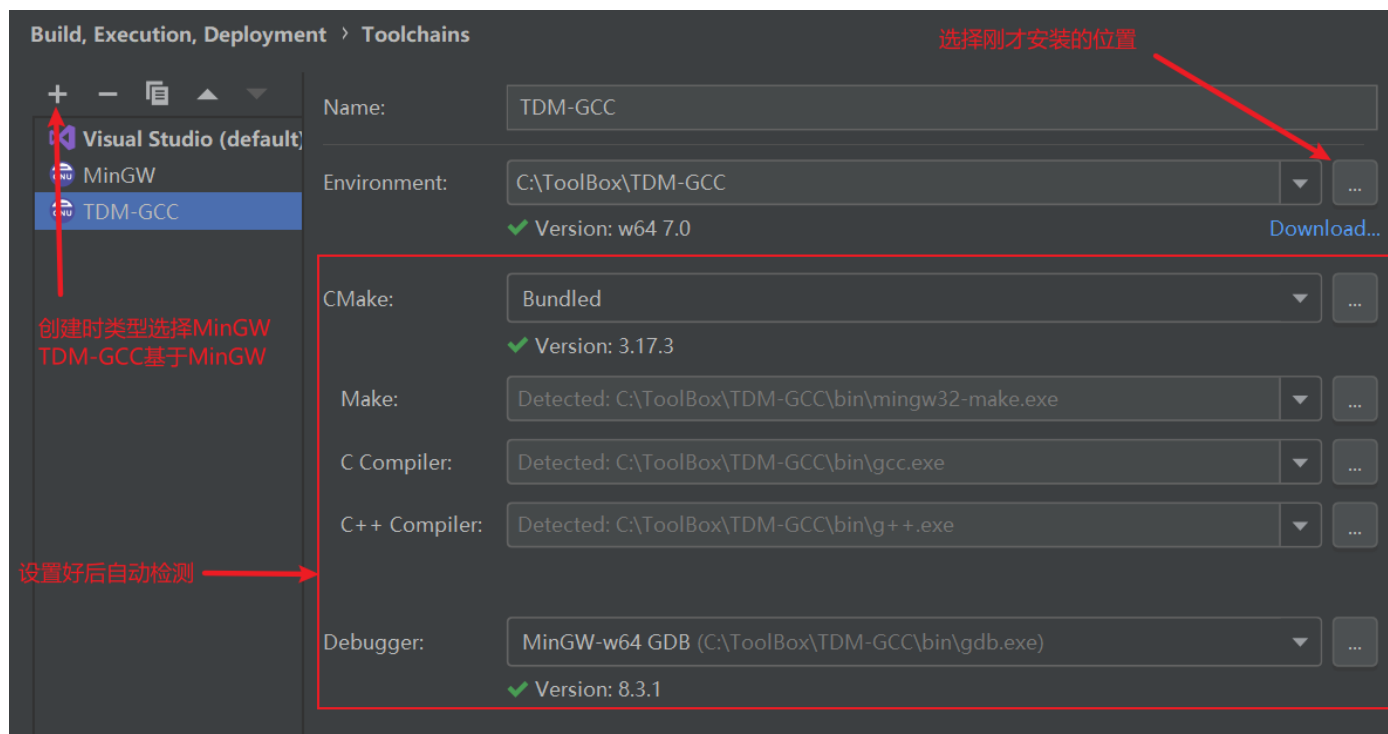 Build, Execution, Deployment › Toolchains
选择刚才安装的位置
Name:
TDM-GCC
Visual Studio (default)
MinGW
TDM-GCC
Environment:
C:\ToolBox\TDM-GCC
...
Version: w64 7.0
Download...
创建时类型选择MinGW
TDM-GCC基于MinGW
CMake:
Bundled
...
Version: 3.17.3
Make:
Detected: C:\ToolBox\TDM-GCC\bin\mingw32-make.exe
...
C Compiler:
Detected: C:\ToolBox\TDM-GCC\bin\gcc.exe
...
C++ Compiler:
Detected: C:\ToolBox\TDM-GCC\bin\g++.exe
...
设置好后自动检测
Debugger:
MinGW-w64 GDB (C:\ToolBox\TDM-GCC\bin\gdb.exe)
...
Version: 8.3.1